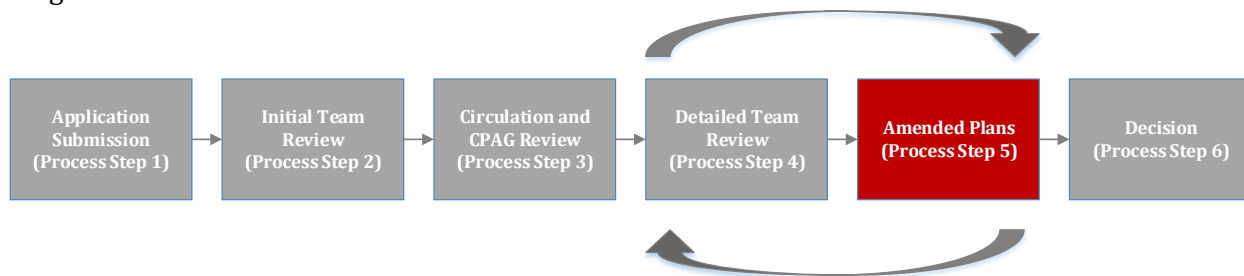 Application
Submission
(Process Step 1)
Initial Team
Review
(Process Step 2)
Circulation and
CPAG Review
(Process Step 3)
Detailed Team
Review
(Process Step 4)
Amended Plans
(Process Step 5)
Decision
(Process Step 6)